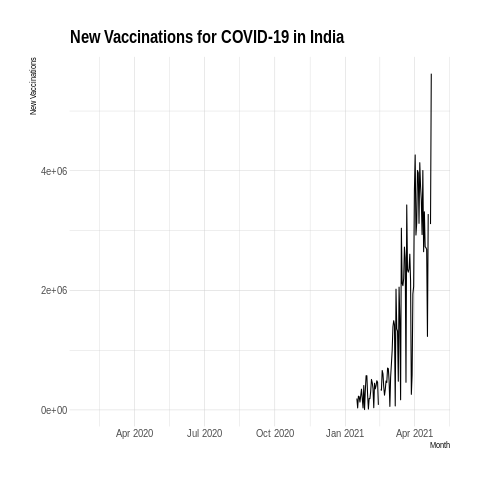 New Vaccinations for COVID-19 in India
New Vaccinations
4e+06
2e+06
0e+00
Apr 2020 Jul 2020 Oct 2020 Jan 2021 Apr 2021
Month